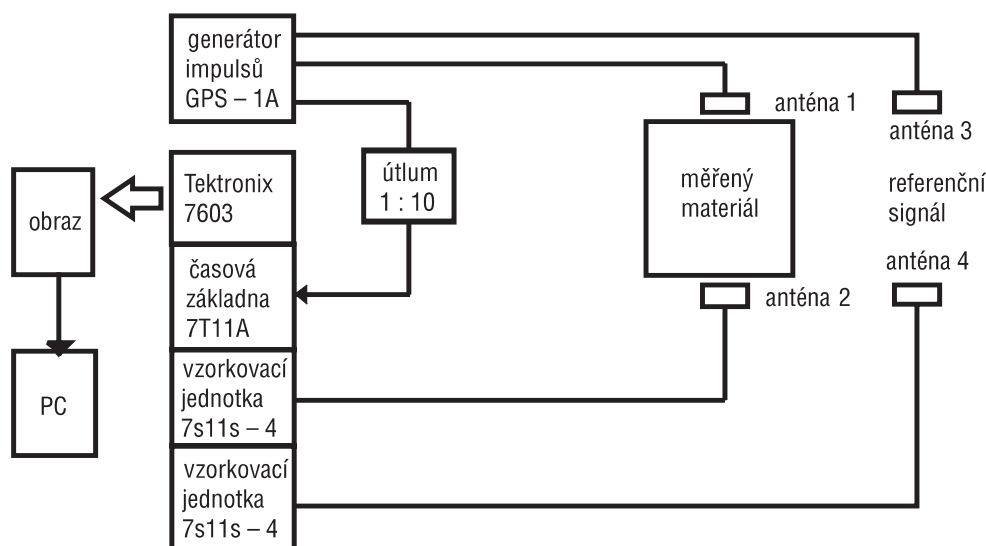 generátor
impulsů
GPS – 1A
anténa 1
anténa 3
Tektronix
7603
útlum
1 : 10
měřený
materiál
referenční
signál
obraz
časová
základna
7T11A
anténa 4
anténa 2
vzorkovací
jednotka
7s11s – 4
PC
vzorkovací
jednotka
7s11s – 4